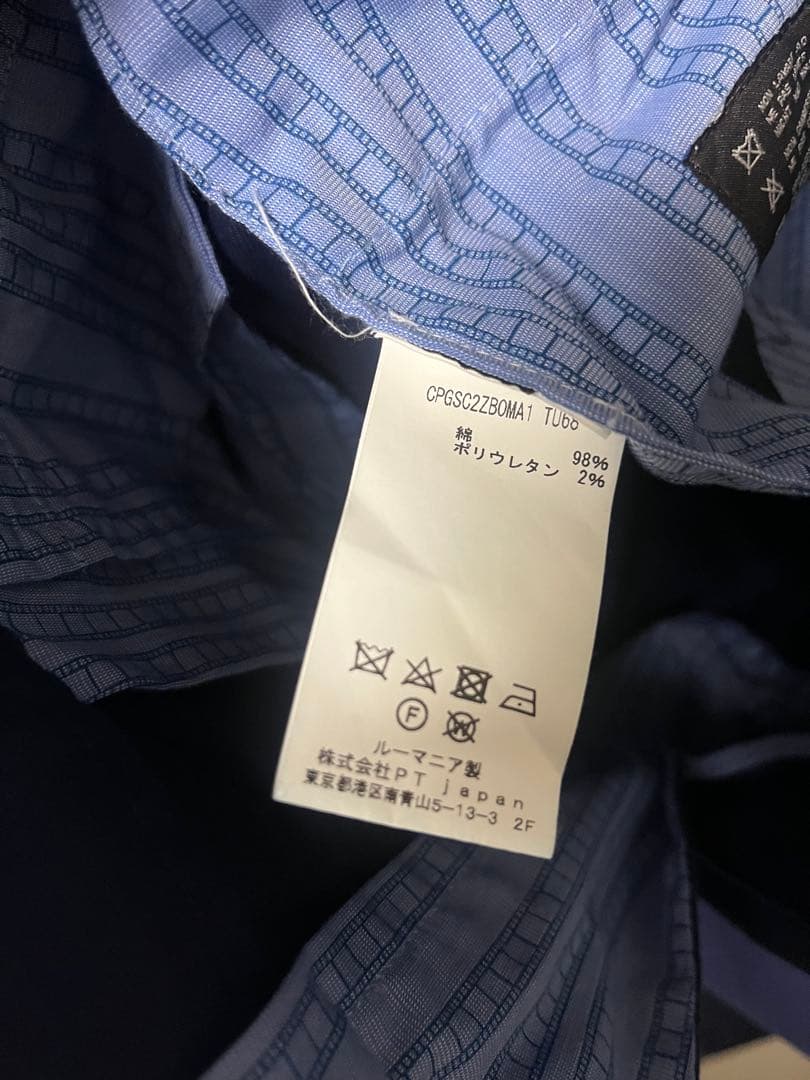 CPGSC2ZB0MA1 TU68
綿 98%
ポリウレタン 2%
F
W
ルーマニア製
株式会社PT japan
東京都港区南青山5-13-3 2F